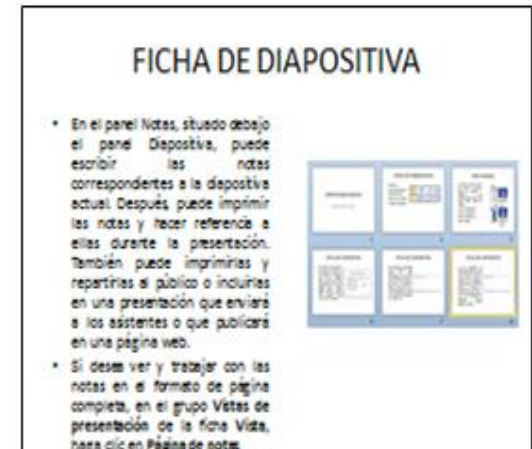 FICHA DE DIAPOSITIVA
• En el panel Notas, situado debajo
el panel Diapositiva, puede
escribir las notas
correspondientes a la diapositiva
actual. Después, puede imprimir
las notas y hacer referencia a
ellas durante la presentación.
También puede imprimirlas y
repartirlas al público o incluirlas
en una presentación que enviará
a los asistentes o que publicará
en una página web.
• Si desea ver y trabajar con las
notas en el formato de página
completa, en el grupo Vistas de
presentación de la ficha Vista,
haga clic en Página de notas